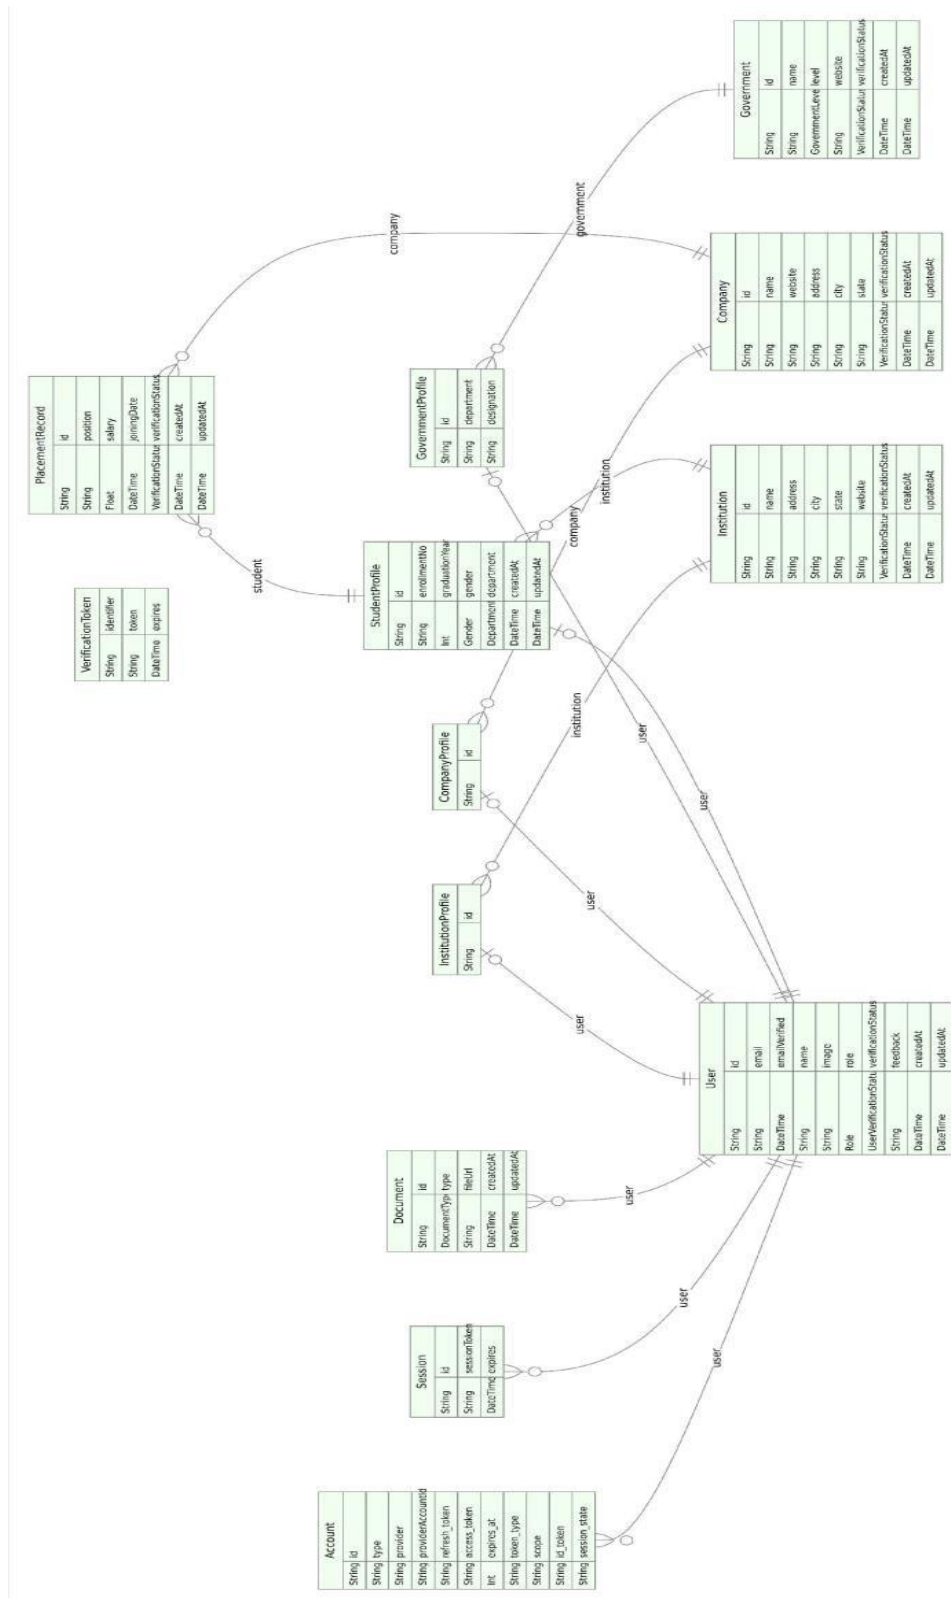 Account
String id
String type
String provider
String providerAccountId
String refresh_token
String access_token
Int expires_at
String token_type
String scope
String id_token
String session_state
Session
String id
String sessionToken
DateTime expires
Document
String id
DocumentTyp type
String fileUrl
DateTime createdAt
DateTime updatedAt
User
String id
String email
DateTime emailVerified
String name
String image
Role role
UserVerificationStatu verificationStatus
String feedback
DateTime createdAt
DateTime updatedAt
InstitutionProfile
String id
CompanyProfile
String id
StudentProfile
String id
String enrollmentNo
Int graduationYear
Gender gender
Department department
DateTime createdAt
DateTime updatedAt
GovernmentProfile
String id
String department
String designation
VerificationToken
String identifier
String token
DateTime expires
PlacementRecord
String id
String position
Float salary
DateTime joiningDate
VerificationStatu verificationStatus
DateTime createdAt
DateTime updatedAt
Institution
String id
String name
String address
String city
String state
String website
VerificationStatu verificationStatus
DateTime createdAt
DateTime updatedAt
Company
String id
String name
String website
String address
String city
String state
VerificationStatu verificationStatus
DateTime createdAt
DateTime updatedAt
Government
String id
String name
GovernmentLeve level
String website
VerificationStatu verificationStatus
DateTime createdAt
DateTime updatedAt
user
user
user
user
user
user
user
institution
company
institution
student
company
government